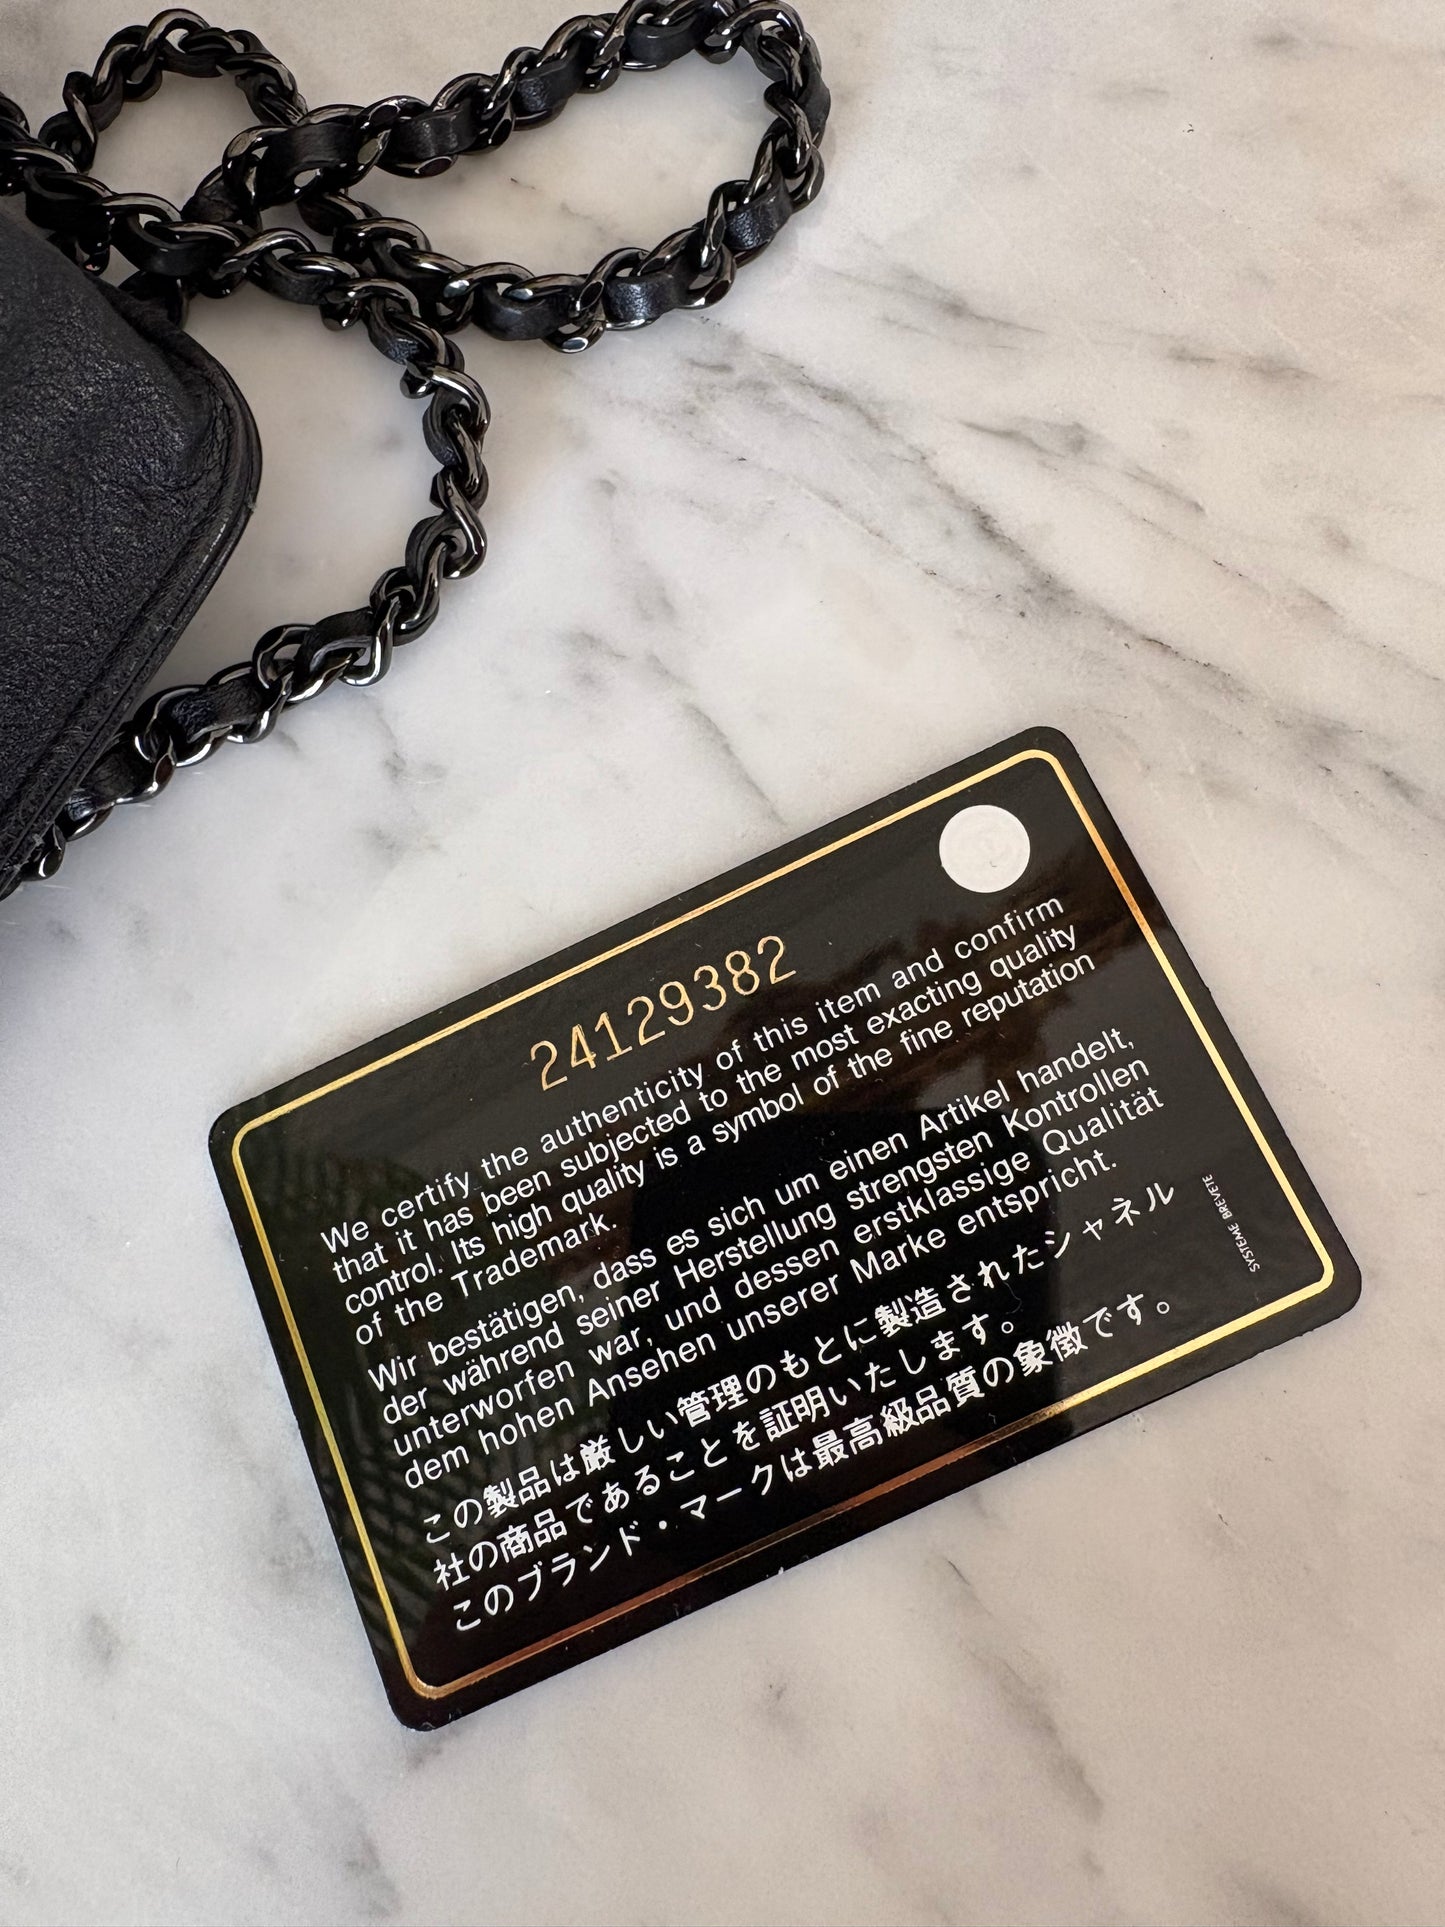 24129382
We certify the authenticity of this item and confirm
that it has been subjected to the most exacting quality
control. Its high quality is a symbol of the fine reputation
of the Trademark.
Wir bestätigen, dass es sich um einen Artikel handelt,
der während seiner Herstellung strengsten Kontrollen
unterworfen war, und dessen erstklassige Qualität
dem hohen Ansehen unserer Marke entspricht.
この製品は厳しい管理のもとに製造されたシャネル
社の商品であることを証明いたします。
このブランド・マークは最高級品質の象徴です。
SYSTEME BREVETE